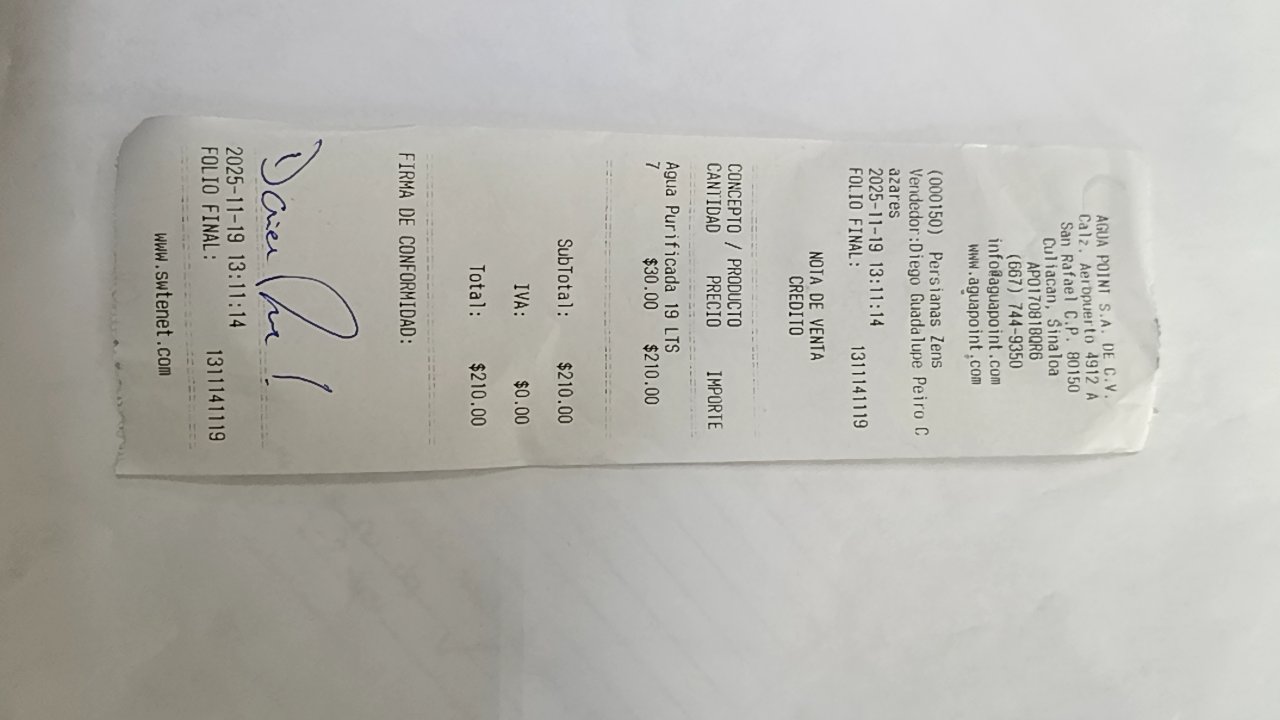 AGUA POINT S.A. DE C.V.
Calz. Aeropuerto 4912 A
San Rafael C.P. 80150
Culiacan, Sinaloa
APO170818QR6
(667) 744-9350
info@aguapoint.com
www.aguapoint.com
(000150) Persianas Zens
Vendedor:Diego Guadalupe Peiro C
azares
2025-11-19 13:11:14
FOLIO FINAL: 1311141119
NOTA DE VENTA
CREDITO
CONCEPTO / PRODUCTO
CANTIDAD PRECIO IMPORTE
Agua Purificada 19 LTS
7 $30.00 $210.00
SubTotal: $210.00
IVA: $0.00
Total: $210.00
FIRMA DE CONFORMIDAD:
2025-11-19 13:11:14
FOLIO FINAL: 1311141119
www.swtenet.com